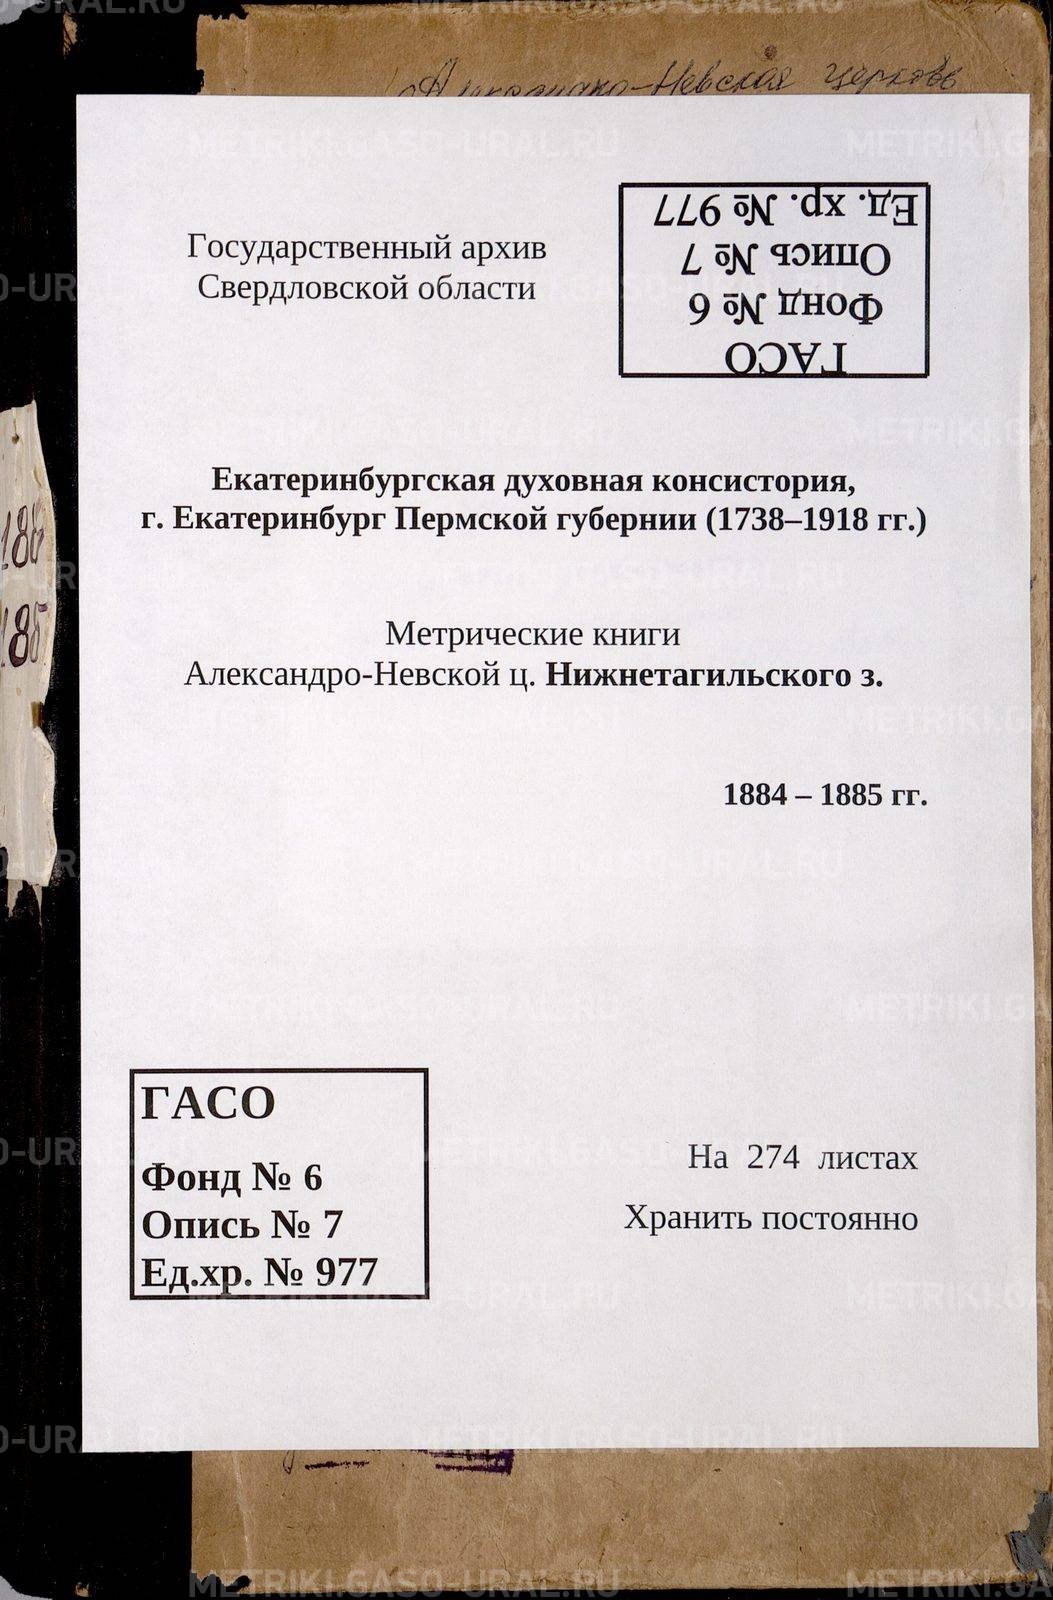 Александро-Невская церковь
Государственный архив
Свердловской области
ГАСО
Фонд № 6
Опись № 7
Ед. хр. № 977
Екатеринбургская духовная консистория,
г. Екатеринбург Пермской губернии (1738–1918 гг.)
Метрические книги
Александро-Невской ц. Нижнетагильского з.
1884 – 1885 гг.
ГАСО
Фонд № 6
Опись № 7
Ед.хр. № 977
На 274 листах
Хранить постоянно
METRIKI.GASO-URAL.RU